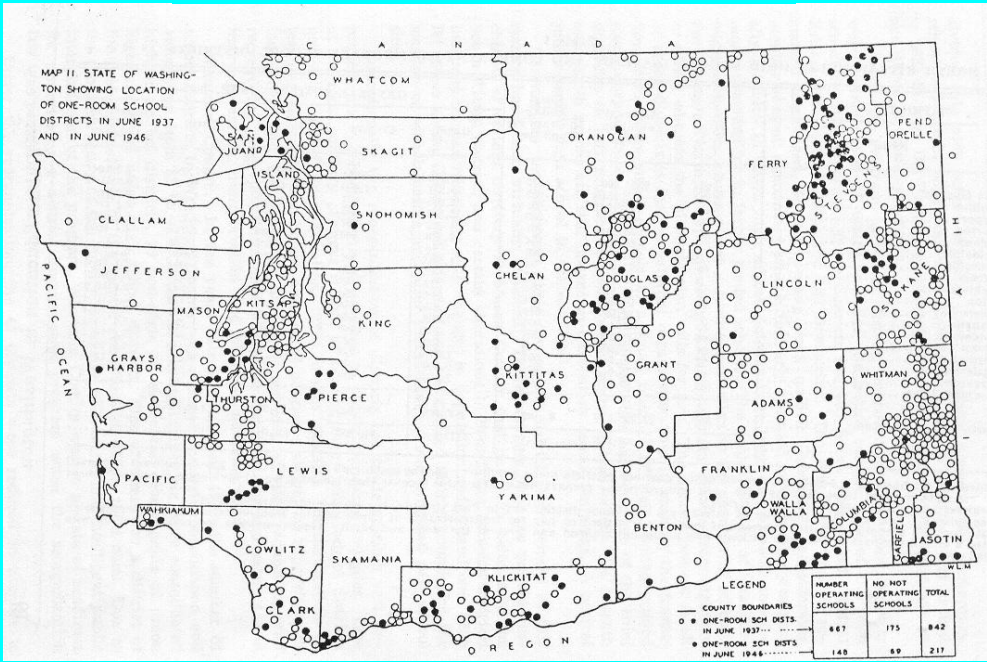 MAP II. STATE OF WASHING-
TON SHOWING LOCATION
OF ONE-ROOM SCHOOL
DISTRICTS IN JUNE 1937
AND IN JUNE 1946
C A N A D A
WHATCOM
SAN
JUAN
SKAGIT
ISLAND
OKANOGAN
FERRY
STEVENS
PEND
OREILLE
CLALLAM
SNOHOMISH
JEFFERSON
CHELAN
DOUGLAS
LINCOLN
SPOKANE
PACIFIC
OCEAN
MASON
KITSAP
KING
GRAYS
HARBOR
KITTITAS
GRANT
WHITMAN
THURSTON
PIERCE
ADAMS
I D A H
PACIFIC
LEWIS
YAKIMA
FRANKLIN
WALLA
WALLA
COLUMBIA
GARFIELD
ASOTIN
WAHKIAKUM
BENTON
COWLITZ
SKAMANIA
KLICKITAT
CLARK
OREGON
WLM
LEGEND
COUNTY BOUNDARIES
ONE-ROOM SCH DISTS.
IN JUNE 1937
ONE-ROOM SCH DISTS
IN JUNE 1946
NUMBER OPERATING SCHOOLS
NO NOT OPERATING SCHOOLS
TOTAL
667 175 842
148 69 217